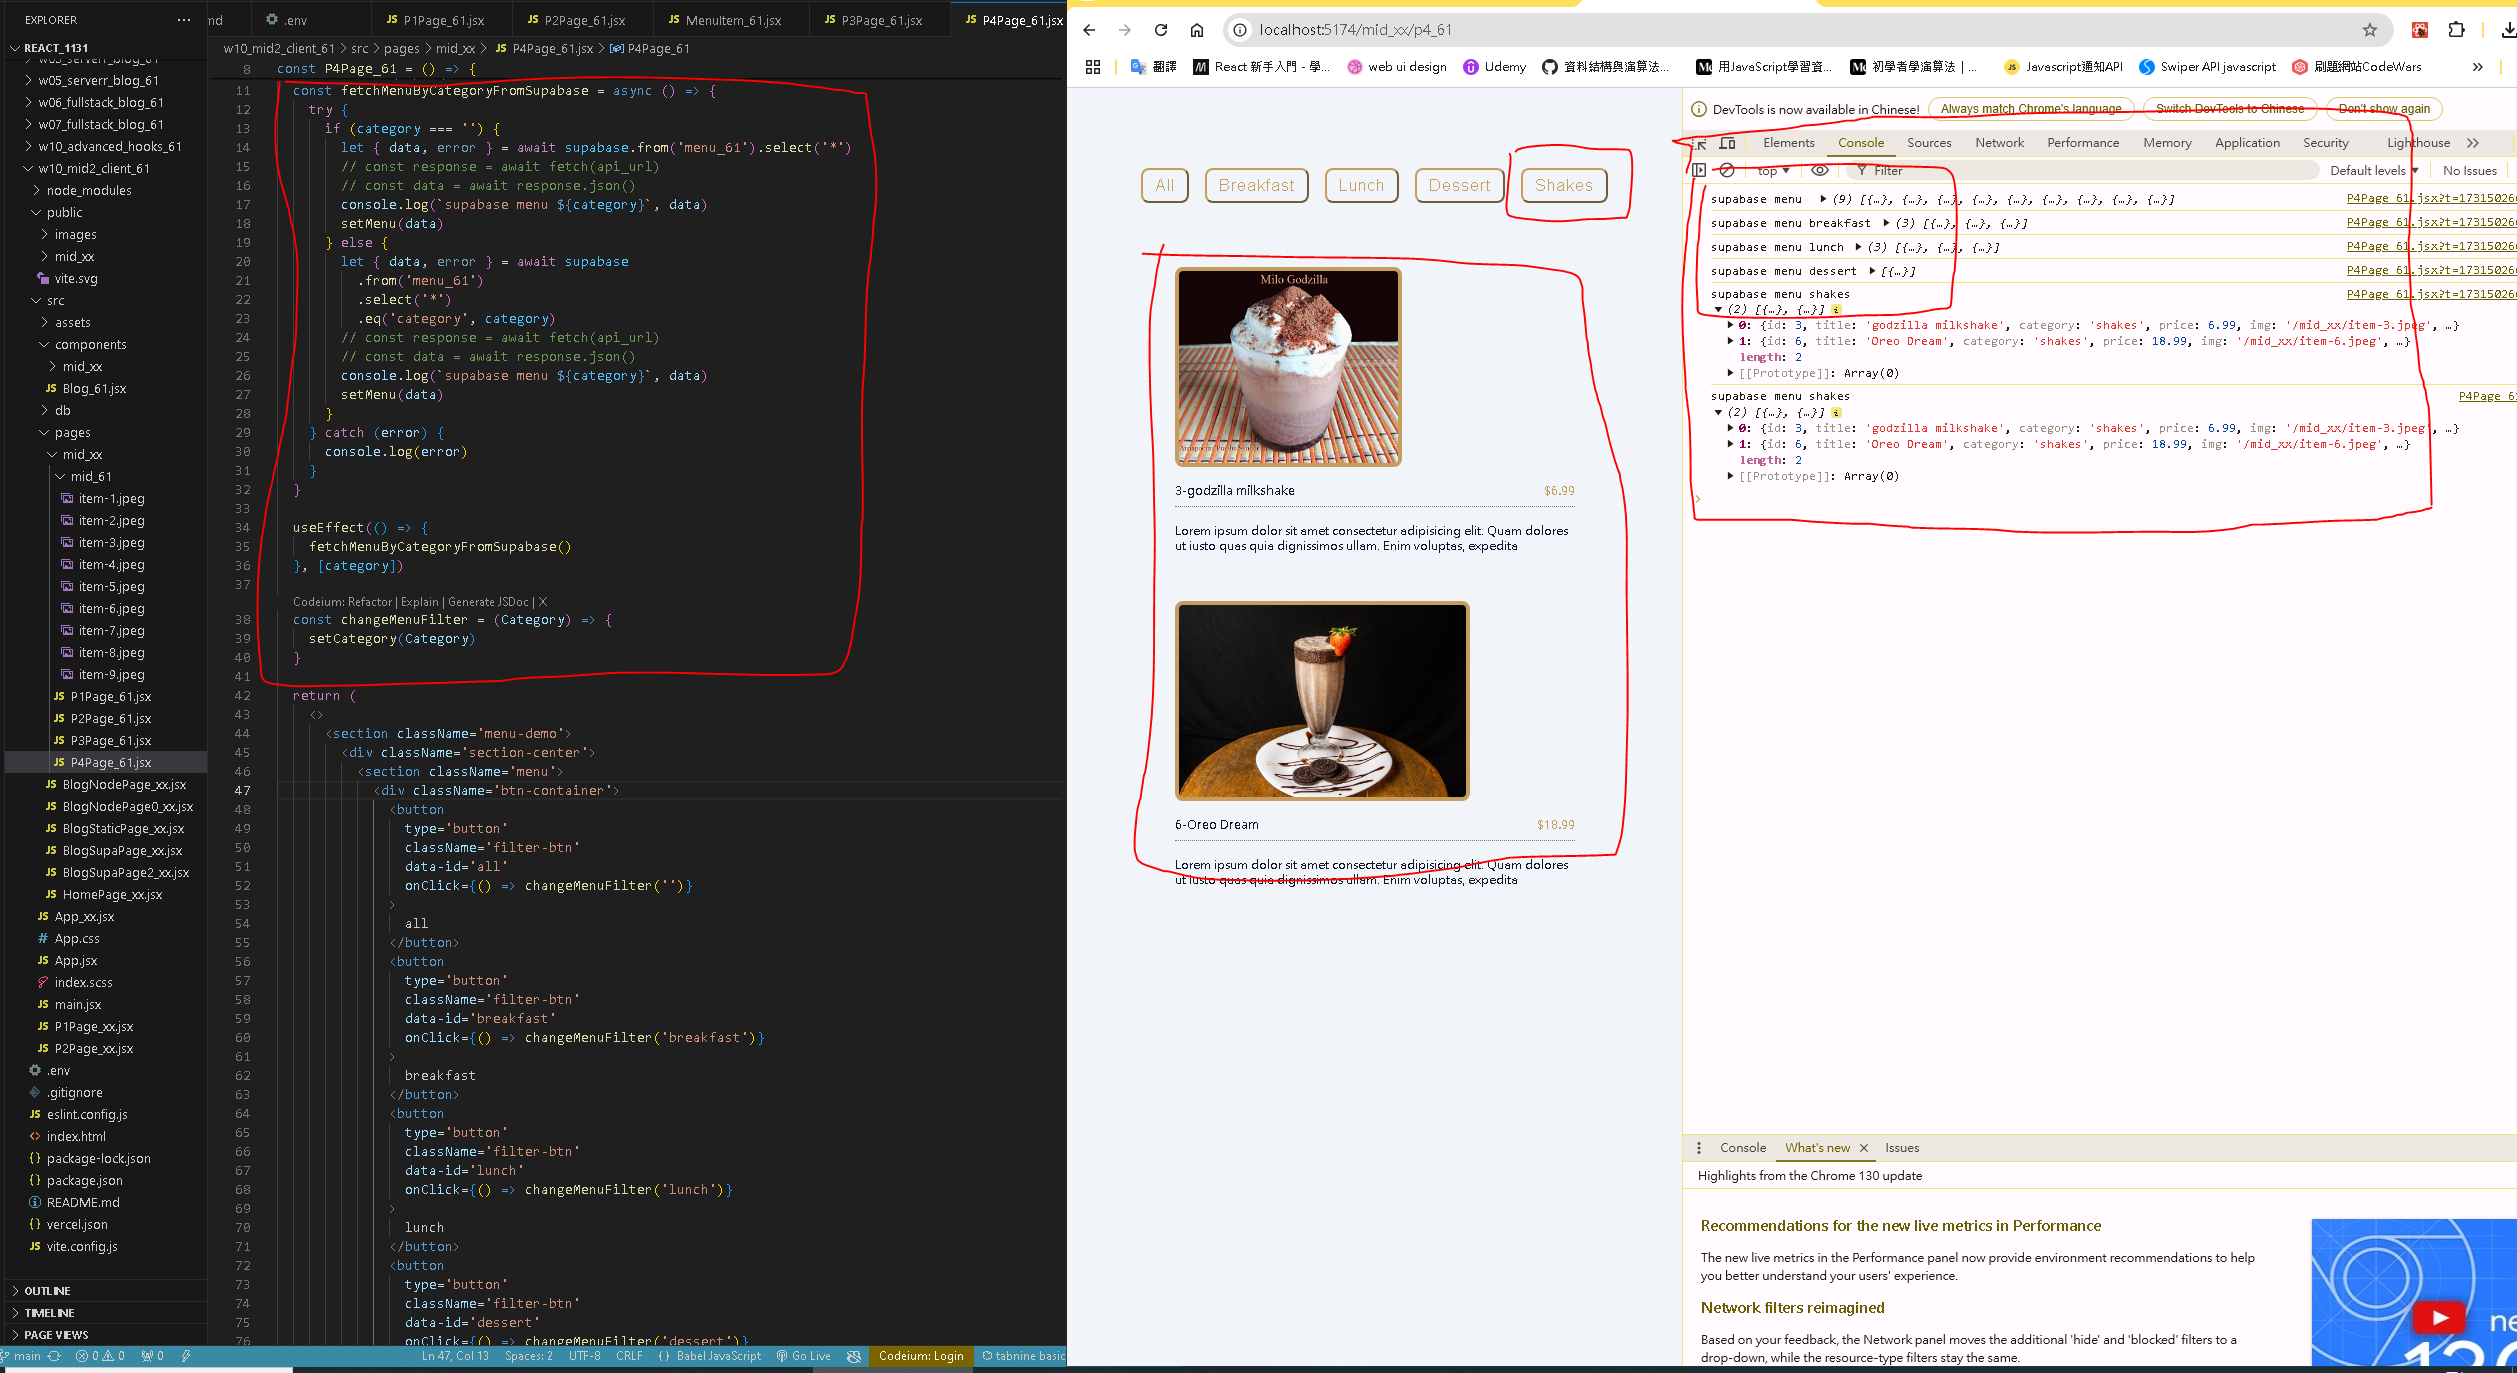 EXPLORER
REACT_1131
w05_serverr_blog_61
w05_serverr_blog_61
w06_fullstack_blog_61
w07_fullstack_blog_61
w10_advanced_hooks_61
w10_mid2_client_61
node_modules
public
images
mid_xx
vite.svg
src
assets
components
mid_xx
Blog_61.jsx
db
pages
mid_xx
mid_61
item-1.jpeg
item-2.jpeg
item-3.jpeg
item-4.jpeg
item-5.jpeg
item-6.jpeg
item-7.jpeg
item-8.jpeg
item-9.jpeg
P1Page_61.jsx
P2Page_61.jsx
P3Page_61.jsx
P4Page_61.jsx
BlogNodePage_xx.jsx
BlogNodePage0_xx.jsx
BlogStaticPage_xx.jsx
BlogSupaPage_xx.jsx
BlogSupaPage2_xx.jsx
HomePage_xx.jsx
App_xx.jsx
App.css
App.jsx
index.scss
main.jsx
P1Page_xx.jsx
P2Page_xx.jsx
.env
.gitignore
eslint.config.js
index.html
package-lock.json
package.json
README.md
vercel.json
vite.config.js
OUTLINE
TIMELINE
PAGE VIEWS
md .env P1Page_61.jsx P2Page_61.jsx MenuItem_61.jsx P3Page_61.jsx P4Page_61.jsx
w10_mid2_client_61 > src > pages > mid_xx > P4Page_61.jsx > P4Page_61
8 const P4Page_61 = () => {
11 const fetchMenuByCategoryFromSupabase = async () => {
12 try {
13 if (category === '') {
14 let { data, error } = await supabase.from('menu_61').select('*')
15 // const response = await fetch(api_url)
16 // const data = await response.json()
17 console.log(`supabase menu ${category}`, data)
18 setMenu(data)
19 } else {
20 let { data, error } = await supabase
21 .from('menu_61')
22 .select('*')
23 .eq('category', category)
24 // const response = await fetch(api_url)
25 // const data = await response.json()
26 console.log(`supabase menu ${category}`, data)
27 setMenu(data)
28 }
29 } catch (error) {
30 console.log(error)
31 }
32 }
33
34 useEffect(() => {
35 fetchMenuByCategoryFromSupabase()
36 }, [category])
37
Codeium: Refactor | Explain | Generate JSDoc | X
38 const changeMenuFilter = (Category) => {
39 setCategory(Category)
40 }
41
42 return (
43 <>
44 <section className='menu-demo'>
45 <div className='section-center'>
46 <section className='menu'>
47 <div className='btn-container'>
48 <button
49 type='button'
50 className='filter-btn'
51 data-id='all'
52 onClick={() => changeMenuFilter('')}
53 >
54 all
55 </button>
56 <button
57 type='button'
58 className='filter-btn'
59 data-id='breakfast'
60 onClick={() => changeMenuFilter('breakfast')}
61 >
62 breakfast
63 </button>
64 <button
65 type='button'
66 className='filter-btn'
67 data-id='lunch'
68 onClick={() => changeMenuFilter('lunch')}
69 >
70 lunch
71 </button>
72 <button
73 type='button'
74 className='filter-btn'
75 data-id='dessert'
76 onClick={() => changeMenuFilter('dessert')}
main 0 0 0 Ln 47, Col 13 Spaces: 2 UTF-8 CRLF {} Babel JavaScript Go Live Codeium: Login tabnine basic
localhost:5174/mid_xx/p4_61
翻譯 React 新手入門 - 學... web ui design Udemy 資料結構與演算法... 用JavaScript學習資... 初學者學演算法 | ... Javascript通知API Swiper API javascript 刷題網站CodeWars
All Breakfast Lunch Dessert Shakes
Milo Godzilla
3-godzilla milkshake $6.99
Lorem ipsum dolor sit amet consectetur adipisicing elit. Quam dolores
ut iusto quas quia dignissimos ullam. Enim voluptas, expedita
6-Oreo Dream $18.99
Lorem ipsum dolor sit amet consectetur adipisicing elit. Quam dolores
ut iusto quas quia dignissimos ullam. Enim voluptas, expedita
DevTools is now available in Chinese! Always match Chrome's language Switch DevTools to Chinese Don't show again
Elements Console Sources Network Performance Memory Application Security Lighthouse
top Filter Default levels No Issues
supabase menu (9) [{…}, {…}, {…}, {…}, {…}, {…}, {…}, {…}, {…}] P4Page_61.jsx?t=17315026
supabase menu breakfast (3) [{…}, {…}, {…}] P4Page_61.jsx?t=17315026
supabase menu lunch (3) [{…}, {…}, {…}] P4Page_61.jsx?t=17315026
supabase menu dessert [{…}] P4Page_61.jsx?t=17315026
supabase menu shakes P4Page_61.jsx?t=17315026
(2) [{…}, {…}]
0: {id: 3, title: 'godzilla milkshake', category: 'shakes', price: 6.99, img: '/mid_xx/item-3.jpeg', …}
1: {id: 6, title: 'Oreo Dream', category: 'shakes', price: 18.99, img: '/mid_xx/item-6.jpeg', …}
length: 2
[[Prototype]]: Array(0)
supabase menu shakes P4Page_6
(2) [{…}, {…}]
0: {id: 3, title: 'godzilla milkshake', category: 'shakes', price: 6.99, img: '/mid_xx/item-3.jpeg', …}
1: {id: 6, title: 'Oreo Dream', category: 'shakes', price: 18.99, img: '/mid_xx/item-6.jpeg', …}
length: 2
[[Prototype]]: Array(0)
Console What's new Issues
Highlights from the Chrome 130 update
Recommendations for the new live metrics in Performance
The new live metrics in the Performance panel now provide environment recommendations to help
you better understand your users' experience.
Network filters reimagined
Based on your feedback, the Network panel moves the additional 'hide' and 'blocked' filters to a
drop-down, while the resource-type filters stay the same.
ne